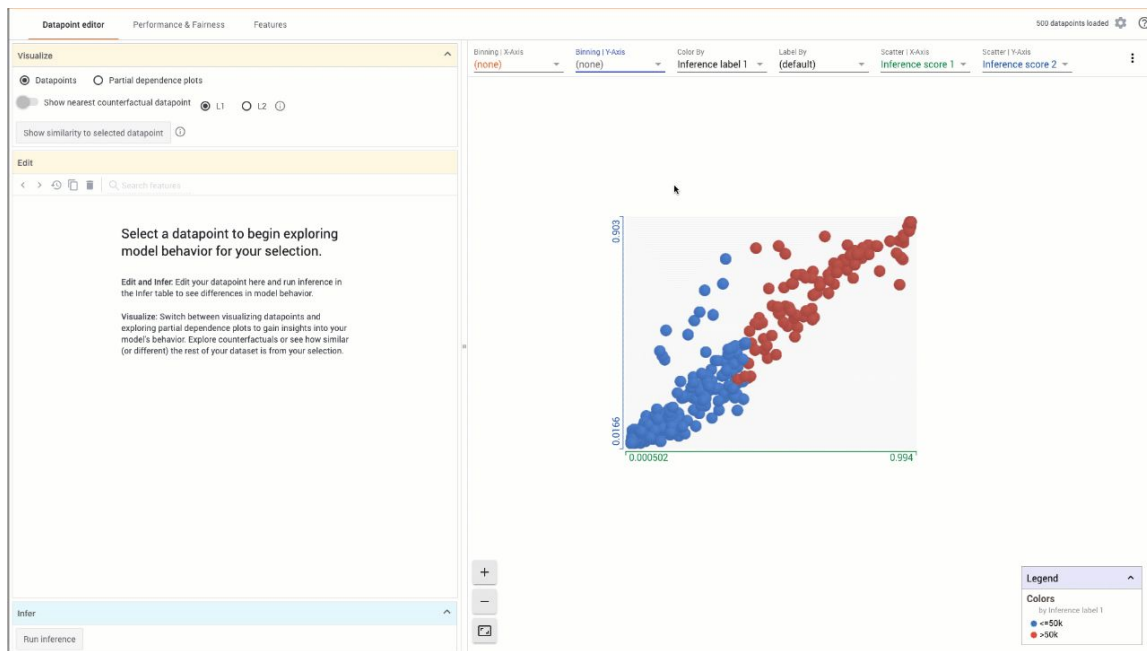 Datapoint editor Performance & Fairness Features 500 datapoints loaded
Visualize
Datapoints Partial dependence plots
Show nearest counterfactual datapoint L1 L2
Show similarity to selected datapoint
Edit
Search features
Select a datapoint to begin exploring
model behavior for your selection.
Edit and Infer: Edit your datapoint here and run inference in
the Infer table to see differences in model behavior.
Visualize: Switch between visualizing datapoints and
exploring partial dependence plots to gain insights into your
model's behavior. Explore counterfactuals or see how similar
(or different) the rest of your dataset is from your selection.
Infer
Run inference
Binning | X-Axis Binning | Y-Axis Color By Label By Scatter | X-Axis Scatter | Y-Axis
(none) (none) Inference label 1 (default) Inference score 1 Inference score 2
0.903
0.0166
0.000502 0.994
Legend
Colors
by Inference label 1
<=50k
>50k